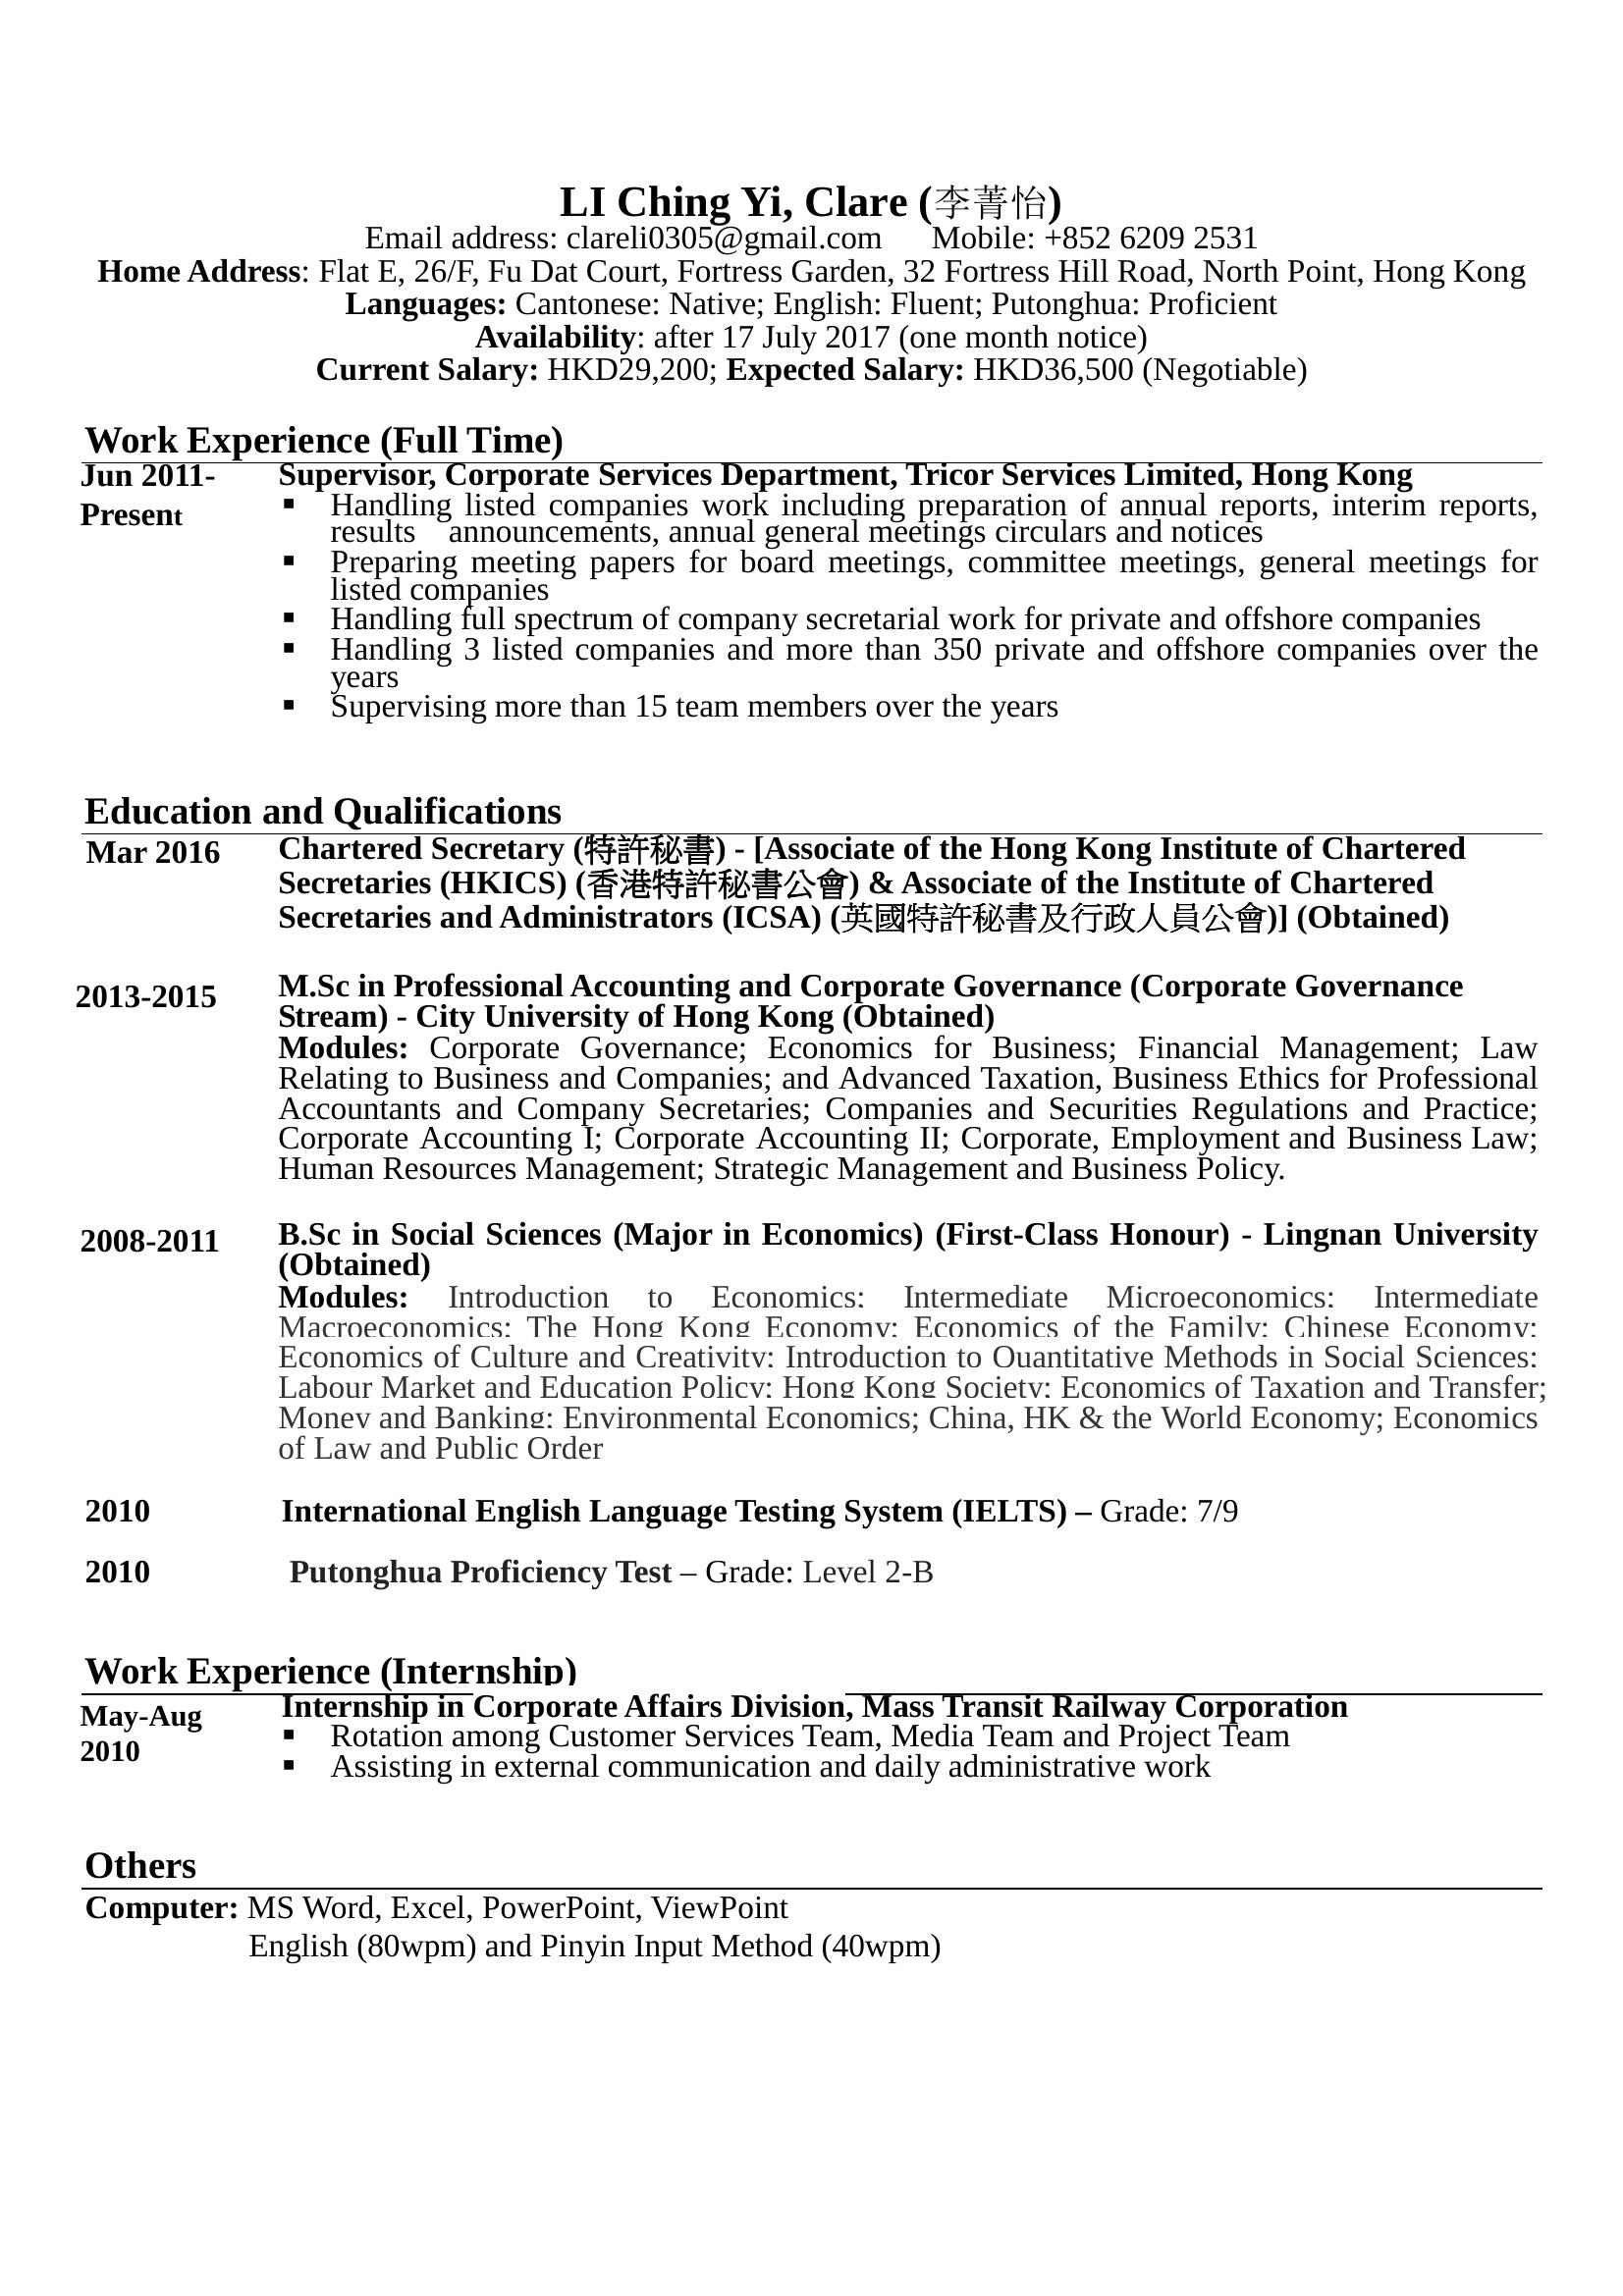 LI Ching Yi, Clare (李菁怡)
Email address: clareli0305@gmail.com Mobile: +852 6209 2531
Home Address: Flat E, 26/F, Fu Dat Court, Fortress Garden, 32 Fortress Hill Road, North Point, Hong Kong
Languages: Cantonese: Native; English: Fluent; Putonghua: Proficient
Availability: after 17 July 2017 (one month notice)
Current Salary: HKD29,200; Expected Salary: HKD36,500 (Negotiable)
Work Experience (Full Time)
Jun 2011-
Present
Supervisor, Corporate Services Department, Tricor Services Limited, Hong Kong
▪ Handling listed companies work including preparation of annual reports, interim reports,
results announcements, annual general meetings circulars and notices
▪ Preparing meeting papers for board meetings, committee meetings, general meetings for
listed companies
▪ Handling full spectrum of company secretarial work for private and offshore companies
▪ Handling 3 listed companies and more than 350 private and offshore companies over the
years
▪ Supervising more than 15 team members over the years
Education and Qualifications
Mar 2016
Chartered Secretary (特許秘書) - [Associate of the Hong Kong Institute of Chartered
Secretaries (HKICS) (香港特許秘書公會) & Associate of the Institute of Chartered
Secretaries and Administrators (ICSA) (英國特許秘書及行政人員公會)] (Obtained)
2013-2015
M.Sc in Professional Accounting and Corporate Governance (Corporate Governance
Stream) - City University of Hong Kong (Obtained)
Modules: Corporate Governance; Economics for Business; Financial Management; Law
Relating to Business and Companies; and Advanced Taxation, Business Ethics for Professional
Accountants and Company Secretaries; Companies and Securities Regulations and Practice;
Corporate Accounting I; Corporate Accounting II; Corporate, Employment and Business Law;
Human Resources Management; Strategic Management and Business Policy.
2008-2011
B.Sc in Social Sciences (Major in Economics) (First-Class Honour) - Lingnan University
(Obtained)
Modules: Introduction to Economics; Intermediate Microeconomics; Intermediate
Macroeconomics; The Hong Kong Economy; Economics of the Family; Chinese Economy;
Economics of Culture and Creativity; Introduction to Quantitative Methods in Social Sciences;
Labour Market and Education Policy; Hong Kong Society; Economics of Taxation and Transfer;
Money and Banking; Environmental Economics; China, HK & the World Economy; Economics
of Law and Public Order
2010
International English Language Testing System (IELTS) – Grade: 7/9
2010
Putonghua Proficiency Test – Grade: Level 2-B
Work Experience (Internship)
May-Aug
2010
Internship in Corporate Affairs Division, Mass Transit Railway Corporation
▪ Rotation among Customer Services Team, Media Team and Project Team
▪ Assisting in external communication and daily administrative work
Others
Computer: MS Word, Excel, PowerPoint, ViewPoint
English (80wpm) and Pinyin Input Method (40wpm)